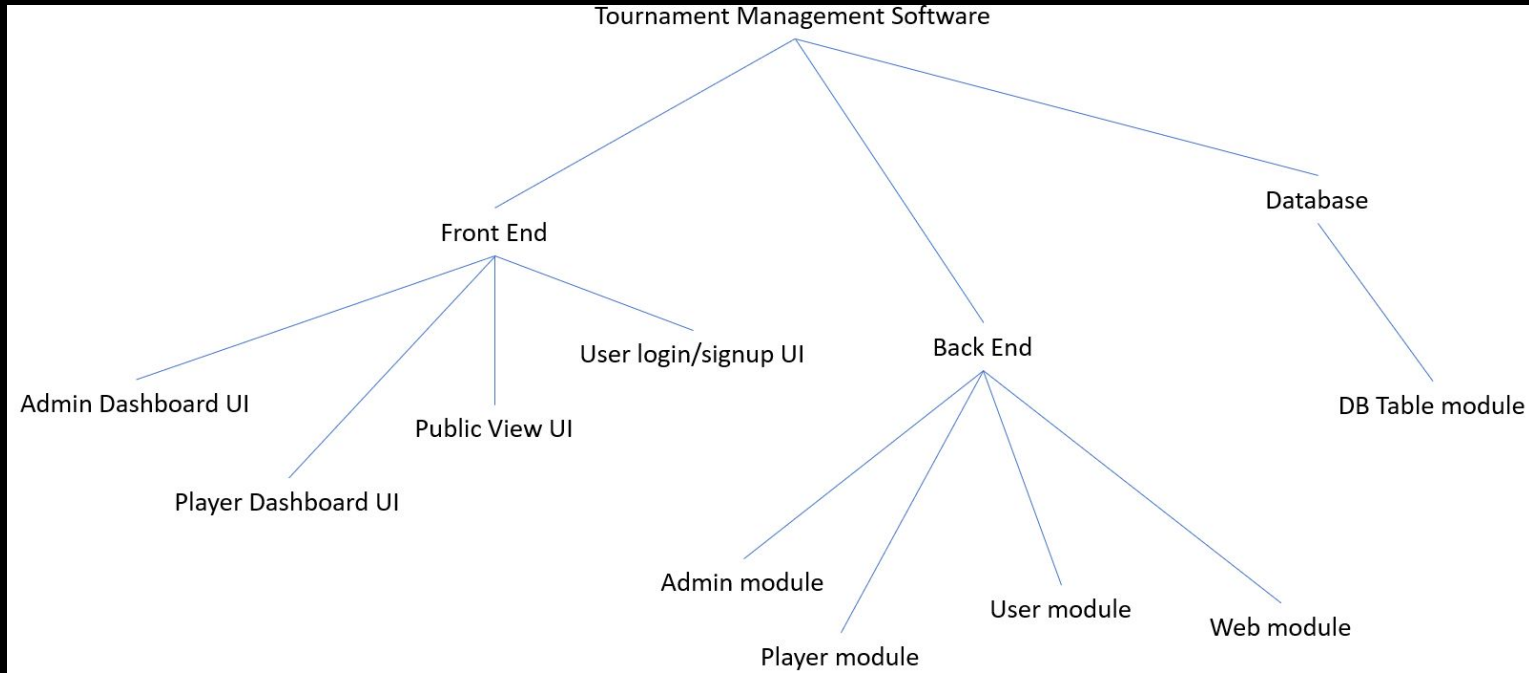 Tournament Management Software
Database
Front End
Back End
User login/signup UI
Admin Dashboard UI
DB Table module
Public View UI
Player Dashboard UI
Admin module
User module
Web module
Player module